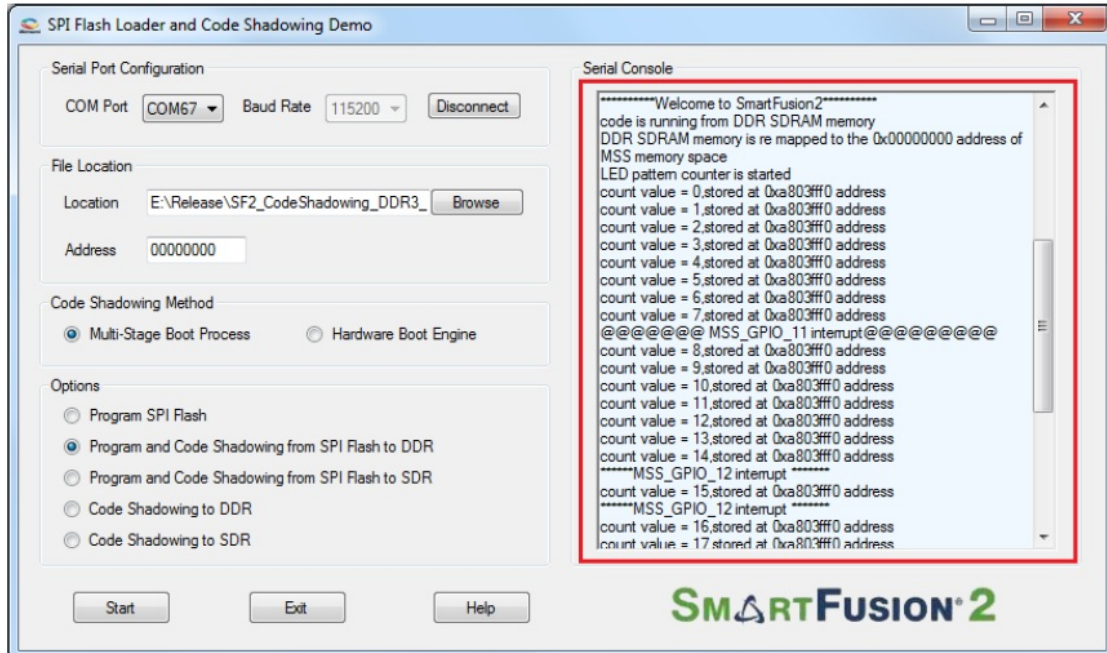 SPI Flash Loader and Code Shadowing Demo
Serial Port Configuration
COM Port COM67 Baud Rate 115200 Disconnect
File Location
Location E:\Release\SF2_CodeShadowing_DDR3_ Browse
Address 00000000
Code Shadowing Method
Multi-Stage Boot Process Hardware Boot Engine
Options
Program SPI Flash
Program and Code Shadowing from SPI Flash to DDR
Program and Code Shadowing from SPI Flash to SDR
Code Shadowing to DDR
Code Shadowing to SDR
Start Exit Help
Serial Console
**********Welcome to SmartFusion2**********
code is running from DDR SDRAM memory
DDR SDRAM memory is re mapped to the 0x00000000 address of
MSS memory space
LED pattern counter is started
count value = 0,stored at 0xa803fff0 address
count value = 1,stored at 0xa803fff0 address
count value = 2,stored at 0xa803fff0 address
count value = 3,stored at 0xa803fff0 address
count value = 4,stored at 0xa803fff0 address
count value = 5,stored at 0xa803fff0 address
count value = 6,stored at 0xa803fff0 address
count value = 7,stored at 0xa803fff0 address
@@@@@@@ MSS_GPIO_11 interrupt@@@@@@@@@
count value = 8,stored at 0xa803fff0 address
count value = 9,stored at 0xa803fff0 address
count value = 10,stored at 0xa803fff0 address
count value = 11,stored at 0xa803fff0 address
count value = 12,stored at 0xa803fff0 address
count value = 13,stored at 0xa803fff0 address
count value = 14,stored at 0xa803fff0 address
******MSS_GPIO_12 interrupt *******
count value = 15,stored at 0xa803fff0 address
******MSS_GPIO_12 interrupt *******
count value = 16,stored at 0xa803fff0 address
count value = 17,stored at 0xa803fff0 address
SMARTFUSION® 2